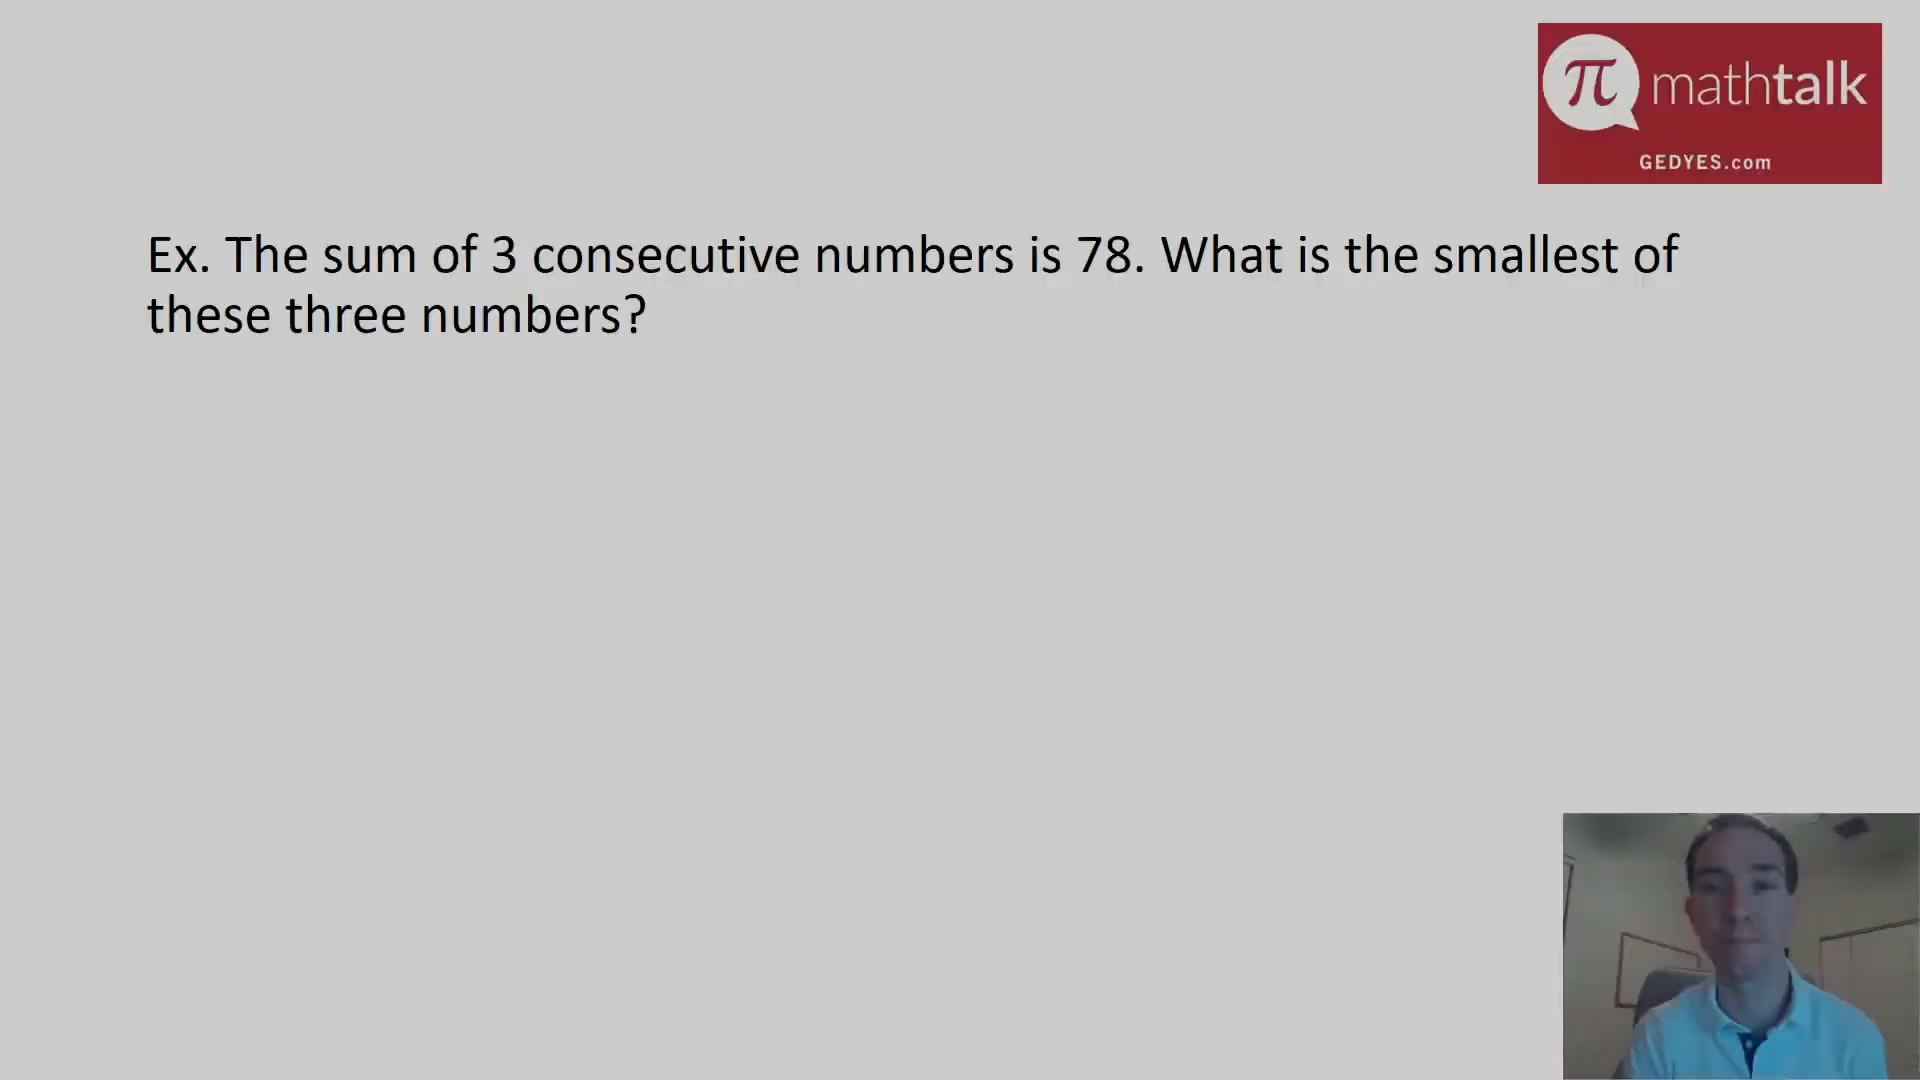 π mathtalk
GEDYES.com
Ex. The sum of 3 consecutive numbers is 78. What is the smallest of
these three numbers?